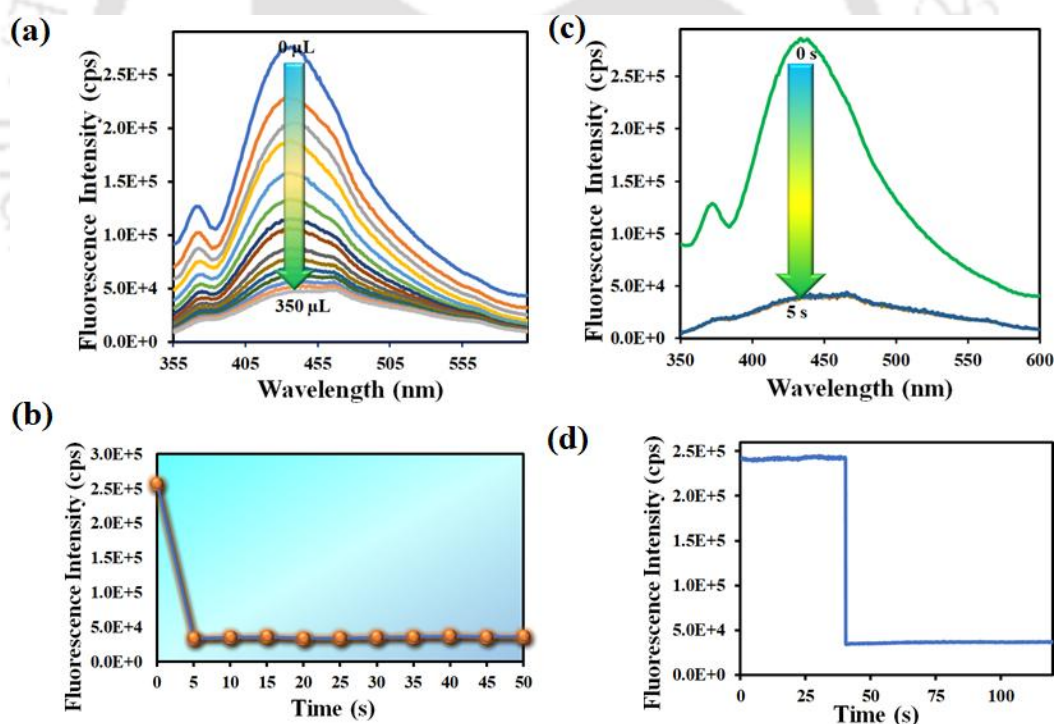 (a)
Fluorescence Intensity (cps)
2.5E+5
2.0E+5
1.5E+5
1.0E+5
5.0E+4
0.0E+0
0 µL
350 µL
355 405 455 505 555
Wavelength (nm)
(c)
Fluorescence Intensity (cps)
2.5E+5
2.0E+5
1.5E+5
1.0E+5
5.0E+4
0.0E+0
0 s
5 s
350 400 450 500 550 600
Wavelength (nm)
(b)
Fluorescence Intensity (cps)
3.0E+5
2.5E+5
2.0E+5
1.5E+5
1.0E+5
5.0E+4
0.0E+0
0 5 10 15 20 25 30 35 40 45 50
Time (s)
(d)
Fluorescence Intensity (cps)
2.5E+5
2.0E+5
1.5E+5
1.0E+5
5.0E+4
0.0E+0
0 25 50 75 100
Time (s)